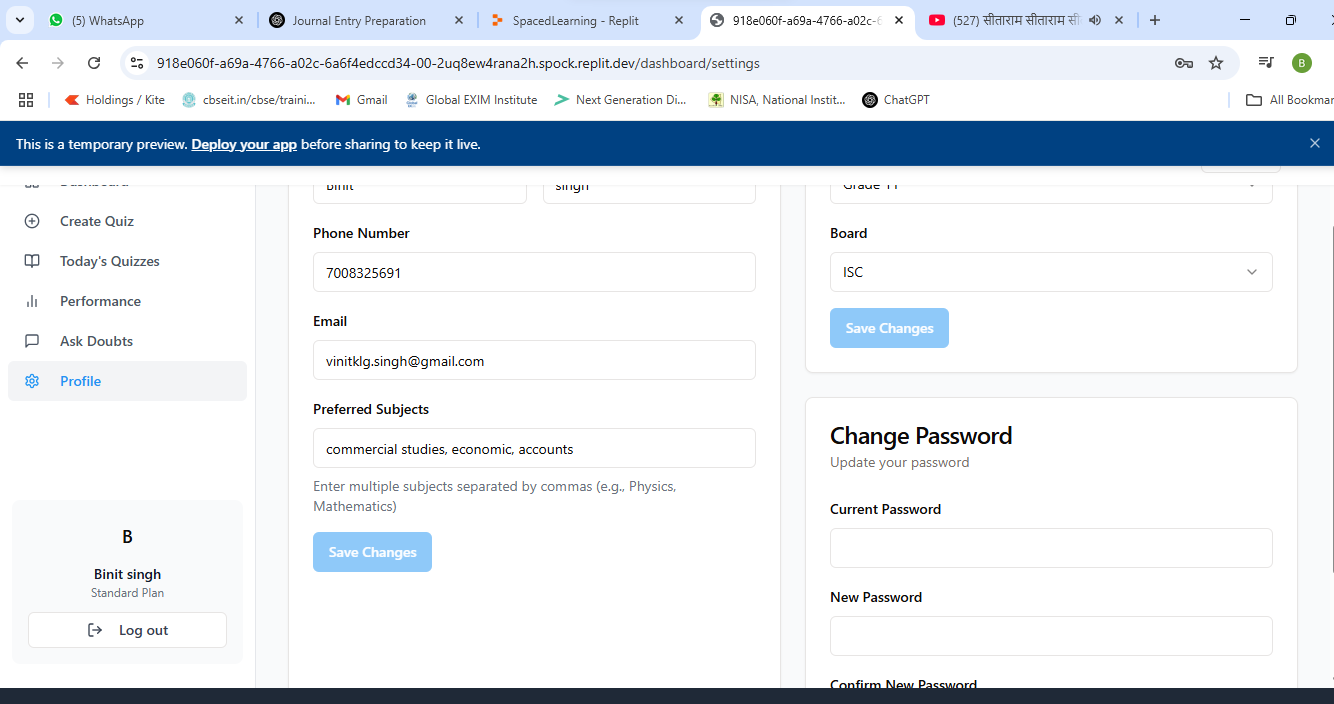 (5) WhatsApp
Journal Entry Preparation
SpacedLearning - Replit
918e060f-a69a-4766-a02c-6
(527) सीताराम सीताराम सी
918e060f-a69a-4766-a02c-6a6f4edccd34-00-2uq8ew4rana2h.spock.replit.dev/dashboard/settings
B
Holdings / Kite
cbseit.in/cbse/traini...
Gmail
Global EXIM Institute
Next Generation Di...
NISA, National Instit...
ChatGPT
All Bookmar
This is a temporary preview. Deploy your app before sharing to keep it live.
Dashboard
Create Quiz
Today's Quizzes
Performance
Ask Doubts
Profile
B
Binit singh
Standard Plan
Log out
Binit
singh
Phone Number
7008325691
Email
vinitklg.singh@gmail.com
Preferred Subjects
commercial studies, economic, accounts
Enter multiple subjects separated by commas (e.g., Physics,
Mathematics)
Save Changes
Grade 11
Board
ISC
Save Changes
Change Password
Update your password
Current Password
New Password
Confirm New Password